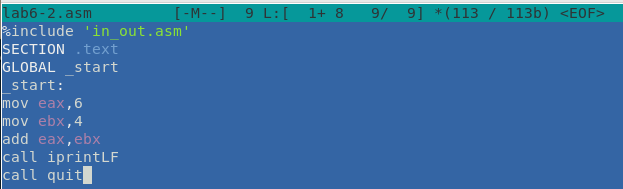 lab6-2.asm [-M--] 9 L:[ 1+ 8 9/ 9] *(113 / 113b) <EOF>
%include 'in_out.asm'
SECTION .text
GLOBAL _start
_start:
mov eax,6
mov ebx,4
add eax,ebx
call iprintLF
call quit